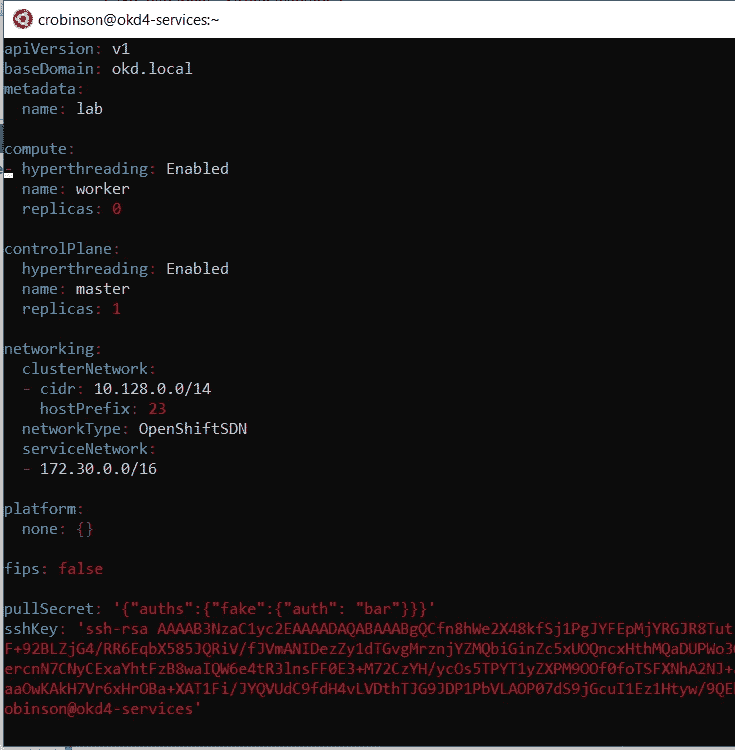 crobinson@okd4-services:~
apiVersion: v1
baseDomain: okd.local
metadata:
  name: lab
compute:
- hyperthreading: Enabled
  name: worker
  replicas: 0
controlPlane:
  hyperthreading: Enabled
  name: master
  replicas: 1
networking:
  clusterNetwork:
  - cidr: 10.128.0.0/14
    hostPrefix: 23
  networkType: OpenShiftSDN
  serviceNetwork:
  - 172.30.0.0/16
platform:
  none: {}
fips: false
pullSecret: '{"auths":{"fake":{"auth": "bar"}}}'
sshKey: 'ssh-rsa AAAAB3NzaC1yc2EAAAADAQABAAABgQCfn8hWe2X48kfSj1PgJYFEpMjYRGJR8Tut
F+92BLZjG4/RR6EqbX585JQRiV/fJVmANIDezZy1dTGvgMrznjYZMQbiGinZc5xUOQncxHthMQaDUPWo3
ercnN7CNyCExaYhtFzB8waIQW6e4tR3lnsFF0E3+M72CzYH/ycOs5TPYT1yZXPM9OOf0foTSFXNhA2NJ+
aaOwKAkH7Vr6xHrOBa+XAT1Fi/JYQVUdC9fdH4vLVDthTJG9JDP1PbVLAOP07dS9jGcuI1Ez1Htyw/9QE
obinson@okd4-services'